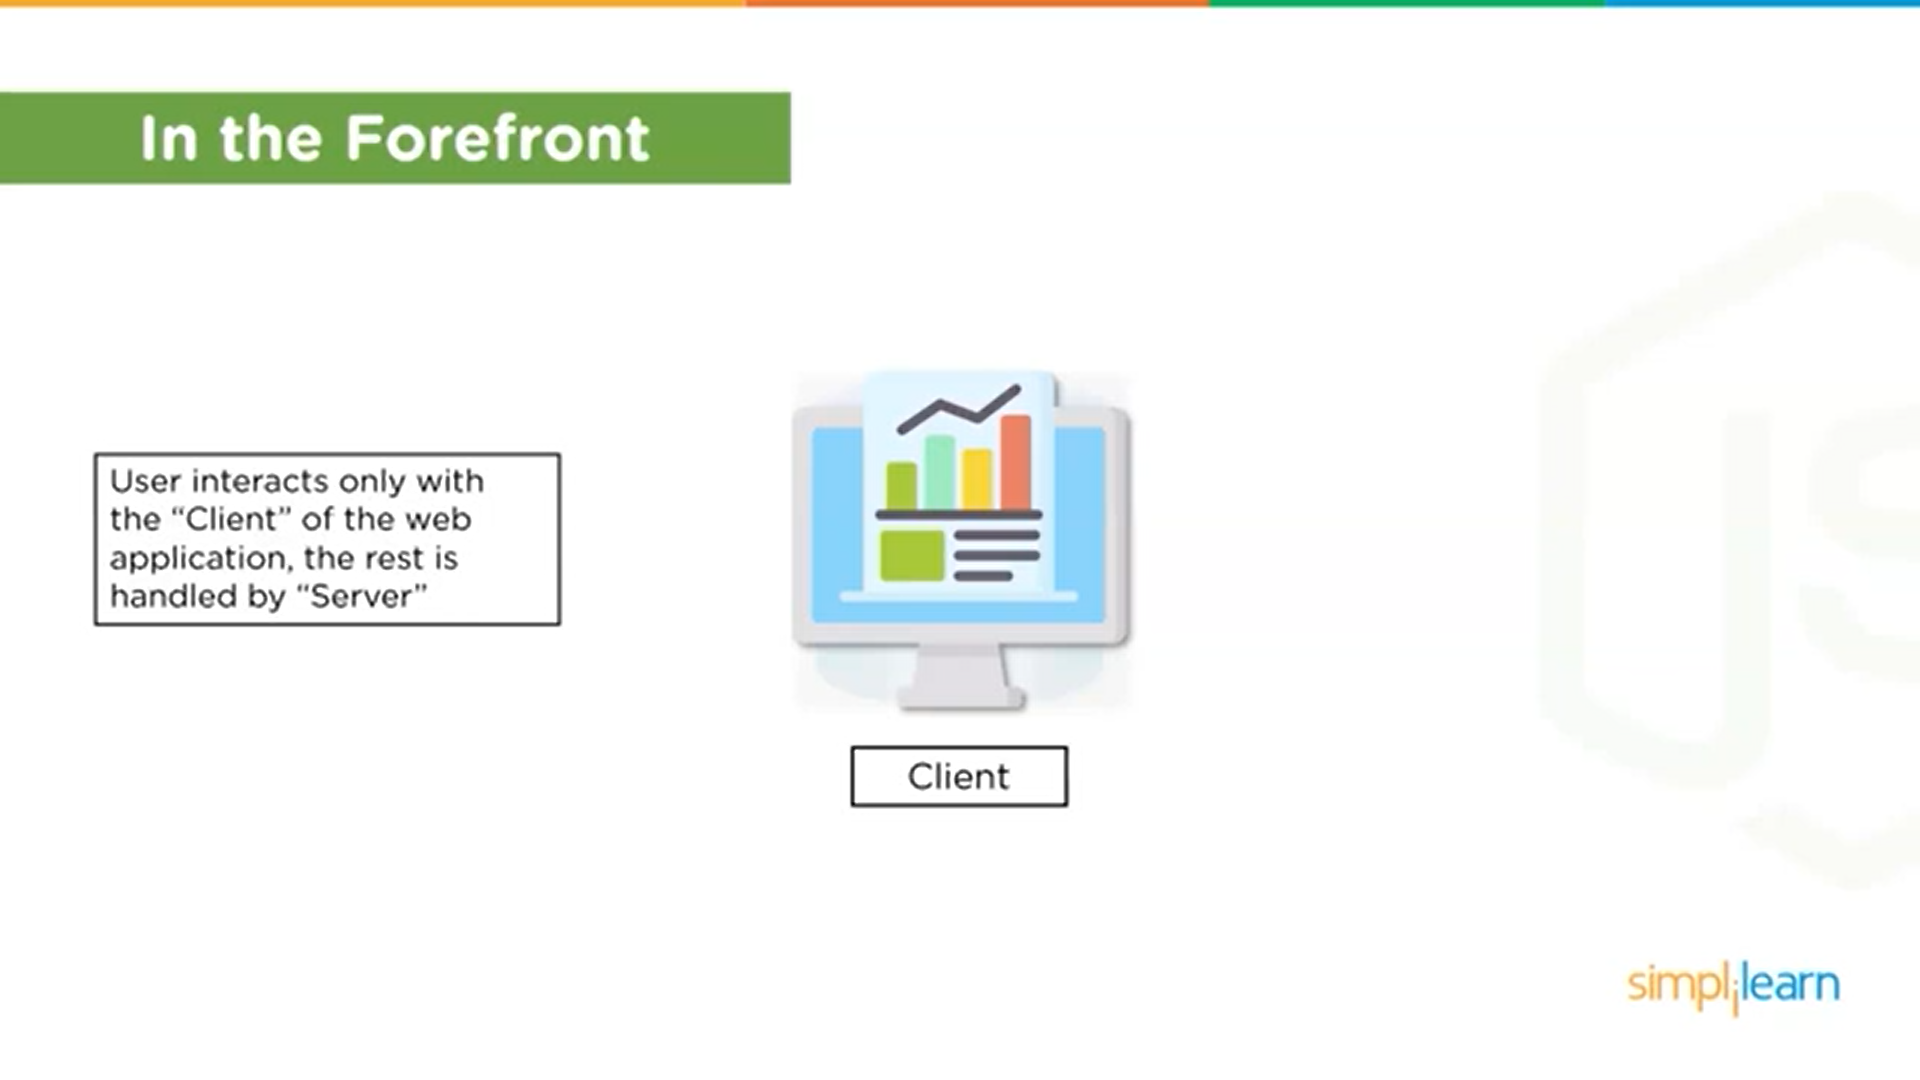 In the Forefront
User interacts only with
the “Client” of the web
application, the rest is
handled by “Server”
Client
JS
simplilearn